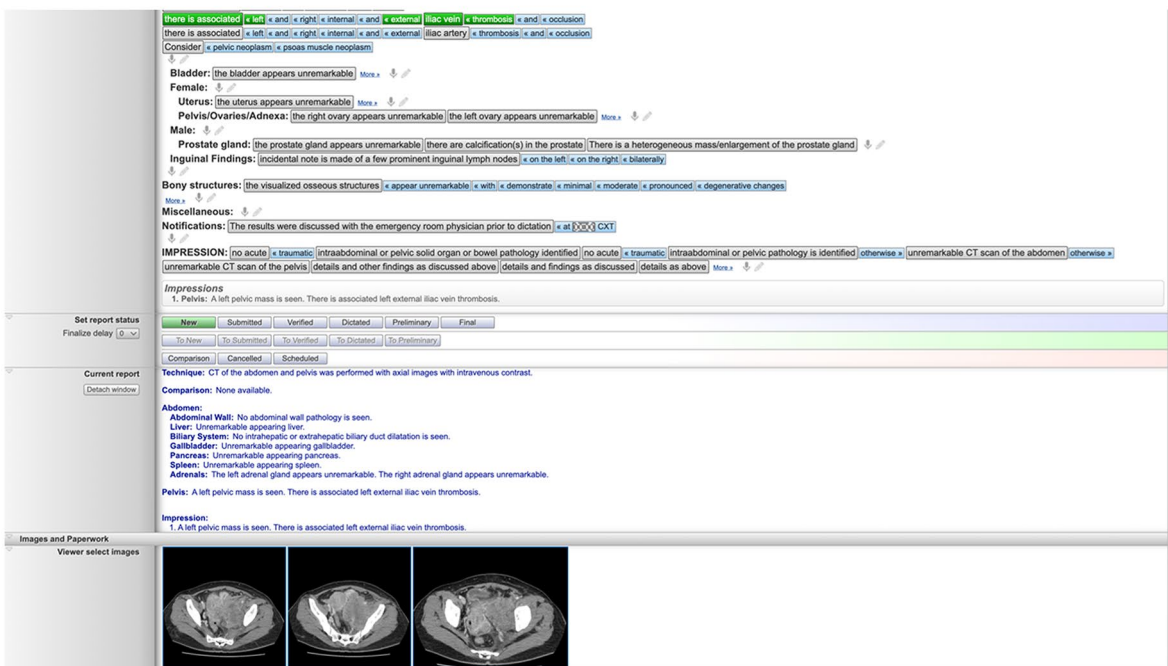 there is associated « left « and « right « internal « and « external iliac vein « thrombosis « and « occlusion
there is associated « left « and « right « internal « and « external iliac artery « thrombosis « and « occlusion
Consider « pelvic neoplasm « psoas muscle neoplasm
Bladder: the bladder appears unremarkable More »
Female:
Uterus: the uterus appears unremarkable More »
Pelvis/Ovaries/Adnexa: the right ovary appears unremarkable the left ovary appears unremarkable More »
Male:
Prostate gland: the prostate gland appears unremarkable there are calcification(s) in the prostate There is a heterogeneous mass/enlargement of the prostate gland
Inguinal Findings: incidental note is made of a few prominent inguinal lymph nodes « on the left « on the right « bilaterally
Bony structures: the visualized osseous structures « appear unremarkable « with « demonstrate « minimal « moderate « pronounced « degenerative changes
More »
Miscellaneous:
Notifications: The results were discussed with the emergency room physician prior to dictation « at CXT
IMPRESSION: no acute « traumatic intraabdominal or pelvic solid organ or bowel pathology identified no acute « traumatic intraabdominal or pelvic pathology is identified otherwise » unremarkable CT scan of the abdomen otherwise »
unremarkable CT scan of the pelvis details and other findings as discussed above details and findings as discussed details as above More »
Impressions
1. Pelvis: A left pelvic mass is seen. There is associated left external iliac vein thrombosis.
Set report status
New Submitted Verified Dictated Preliminary Final
Finalize delay 0
To New To Submitted To Verified To Dictated To Preliminary
Comparison Cancelled Scheduled
Current report
Detach window
Technique: CT of the abdomen and pelvis was performed with axial images with intravenous contrast.
Comparison: None available.
Abdomen:
Abdominal Wall: No abdominal wall pathology is seen.
Liver: Unremarkable appearing liver.
Biliary System: No intrahepatic or extrahepatic biliary duct dilatation is seen.
Gallbladder: Unremarkable appearing gallbladder.
Pancreas: Unremarkable appearing pancreas.
Spleen: Unremarkable appearing spleen.
Adrenals: The left adrenal gland appears unremarkable. The right adrenal gland appears unremarkable.
Pelvis: A left pelvic mass is seen. There is associated left external iliac vein thrombosis.
Impression:
1. A left pelvic mass is seen. There is associated left external iliac vein thrombosis.
Images and Paperwork
Viewer select images